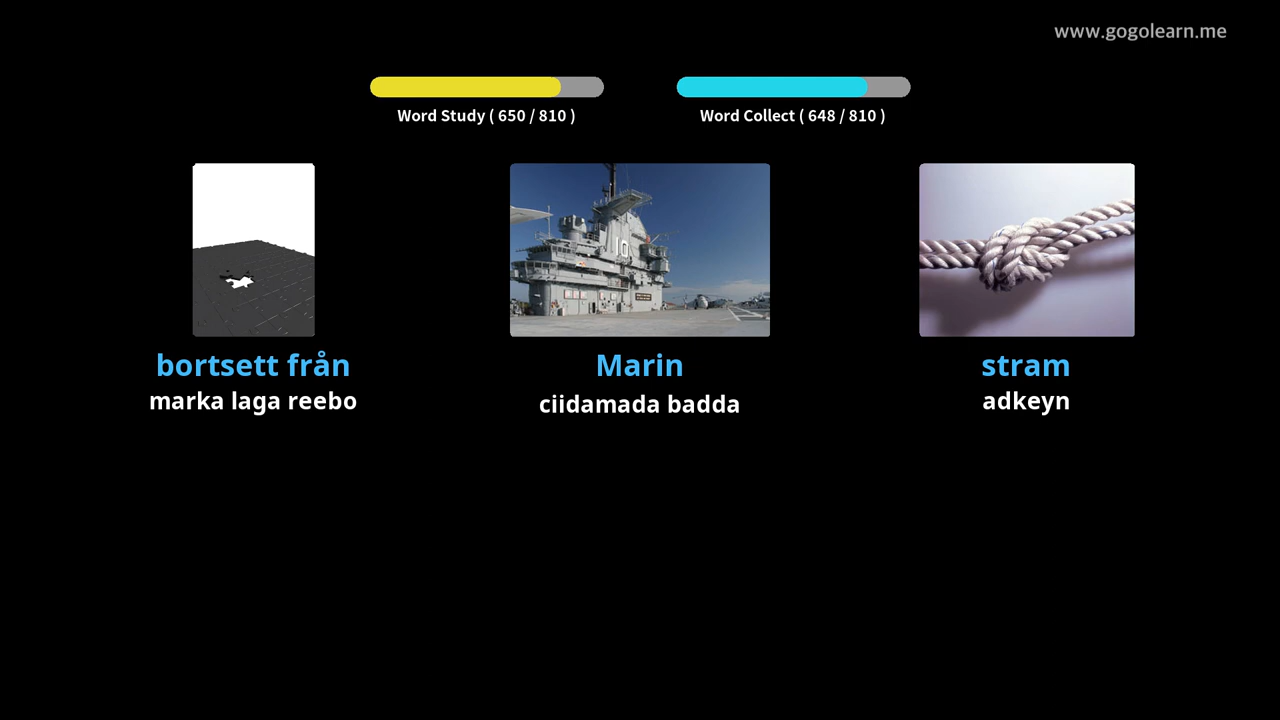 www.gogolearn.me
Word Study ( 650 / 810 )
Word Collect ( 648 / 810 )
bortsett från
marka laga reebo
Marin
ciidamada badda
stram
adkeyn